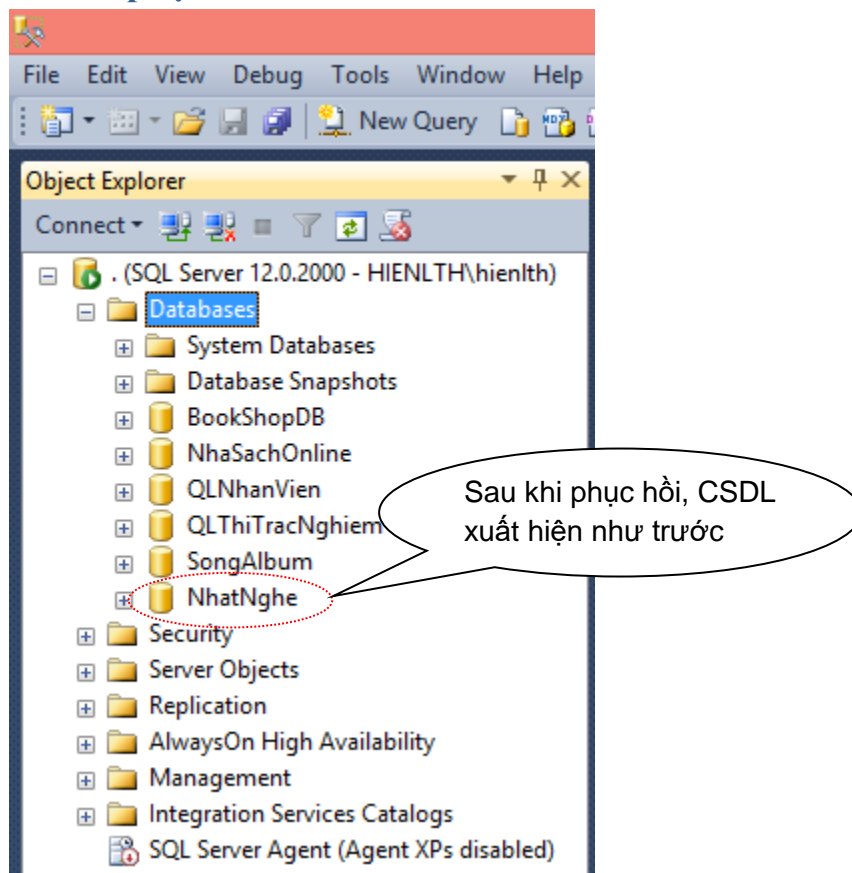 File Edit View Debug Tools Window Help
New Query
Object Explorer
Connect
. (SQL Server 12.0.2000 - HIENLTH\hienlth)
Databases
System Databases
Database Snapshots
BookShopDB
NhaSachOnline
QLNhanVien
QLThiTracNghiem
SongAlbum
NhatNghe
Security
Server Objects
Replication
AlwaysOn High Availability
Management
Integration Services Catalogs
SQL Server Agent (Agent XPs disabled)
Sau khi phục hồi, CSDL
xuất hiện như trước